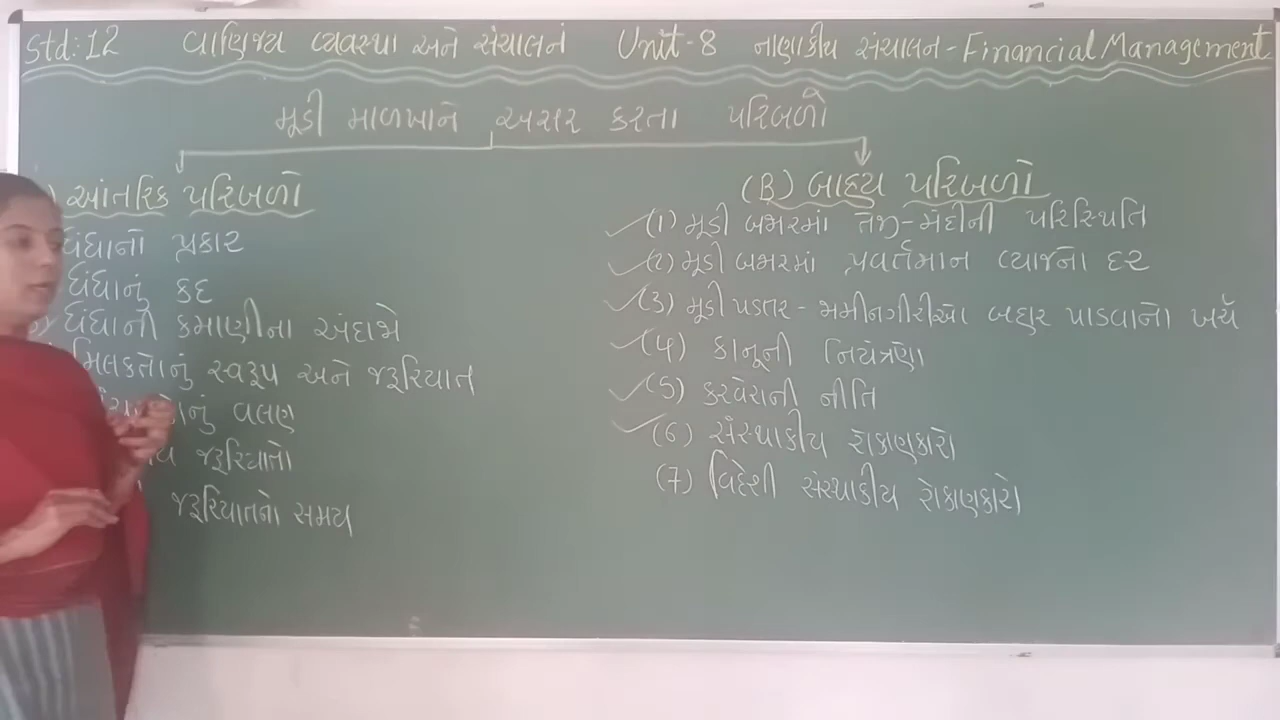 Std:12 વાણિજ્ય વ્યવસ્થા અને સંચાલન Unit-8 નાણાકીય સંચાલન-Financial Management
મૂડી માળખાને અસર કરતા પરિબળો
આંતરિક પરિબળો
ધંધાનો પ્રકાર
ધંધાનું કદ
ધંધાની કમાણીના અંદાજો
મિલકતોનું સ્વરૂપ અને જરૂરિયાત
વલણ
જરૂરિયાતો
જરૂરિયાતનો સમય
(B) બાહ્ય પરિબળો
(1) મૂડી બજારમાં તેજી-મંદીની પરિસ્થિતિ
(2) મૂડી બજારમાં પ્રવર્તમાન વ્યાજના દર
(3) મૂડી પડતર - જામીનગીરીઓ બહાર પાડવાનો ખર્ચ
(4) કાનૂની નિયંત્રણો
(5) કરવેરાની નીતિ
(6) સંસ્થાકીય રોકાણકારો
(7) વિદેશી સંસ્થાકીય રોકાણકારો